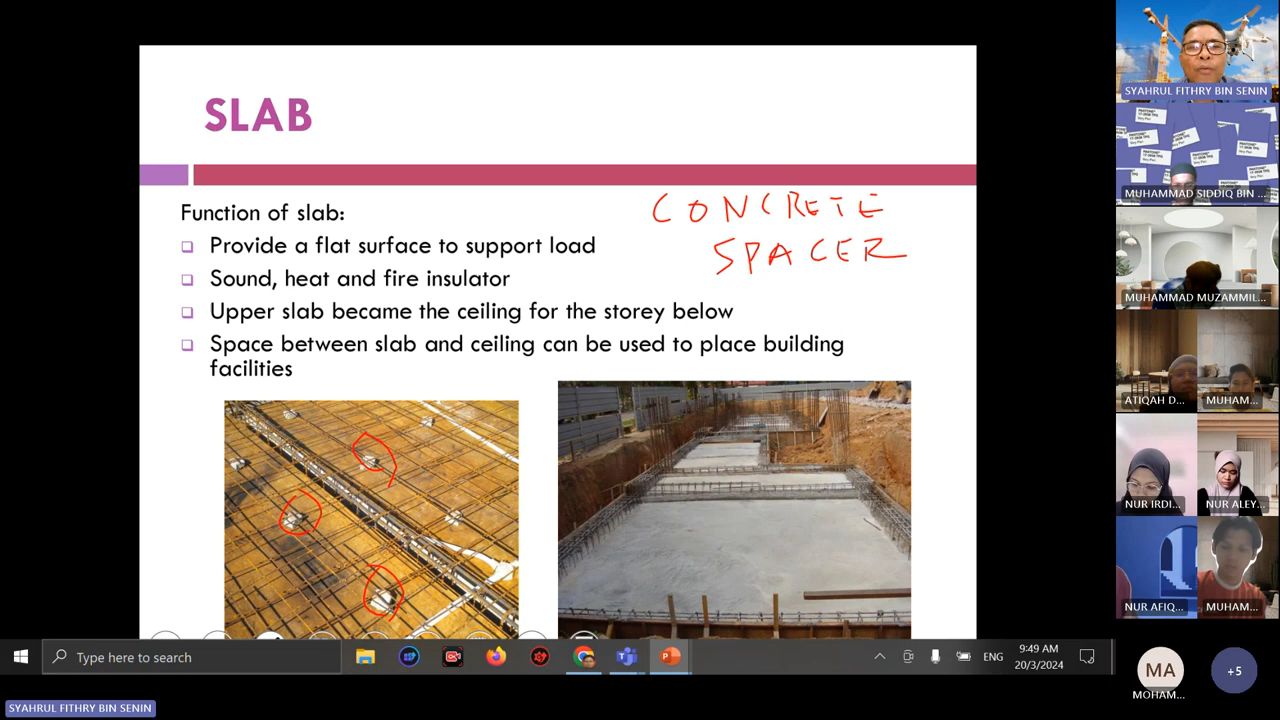 SLAB
Function of slab:
Provide a flat surface to support load
Sound, heat and fire insulator
Upper slab became the ceiling for the storey below
Space between slab and ceiling can be used to place building
facilities
CONCRETE
SPACER
SYAHRUL FITHRY BIN SENIN
MUHAMMAD SIDDIQ BIN ...
MUHAMMAD MUZAMMIL...
ATIQAH D...
MUHAM...
NUR IRDI...
NUR ALEY...
NUR AFIQ...
MUHAM...
MA
MOHAM...
+5
Type here to search
ENG
9:49 AM
20/3/2024
SYAHRUL FITHRY BIN SENIN